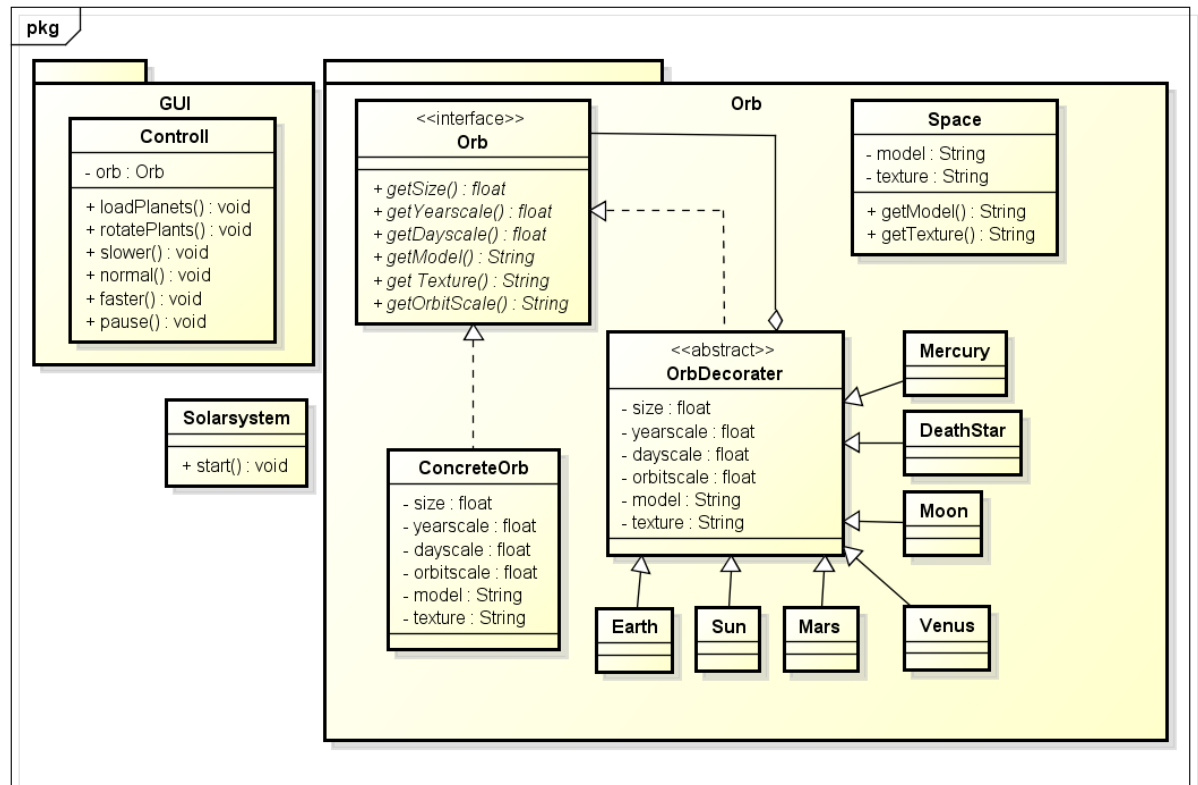 pkg
GUI
Controll
- orb : Orb
+ loadPlanets() : void
+ rotatePlants() : void
+ slower() : void
+ normal() : void
+ faster() : void
+ pause() : void
Solarsystem
+ start() : void
Orb
<<interface>>
Orb
+ getSize() : float
+ getYearscale() : float
+ getDayscale() : float
+ getModel() : String
+ get Texture() : String
+ getOrbitScale() : String
Space
- model : String
- texture : String
+ getModel() : String
+ getTexture() : String
<<abstract>>
OrbDecorater
- size : float
- yearscale : float
- dayscale : float
- orbitscale : float
- model : String
- texture : String
ConcreteOrb
- size : float
- yearscale : float
- dayscale : float
- orbitscale : float
- model : String
- texture : String
Mercury
DeathStar
Moon
Venus
Earth
Sun
Mars